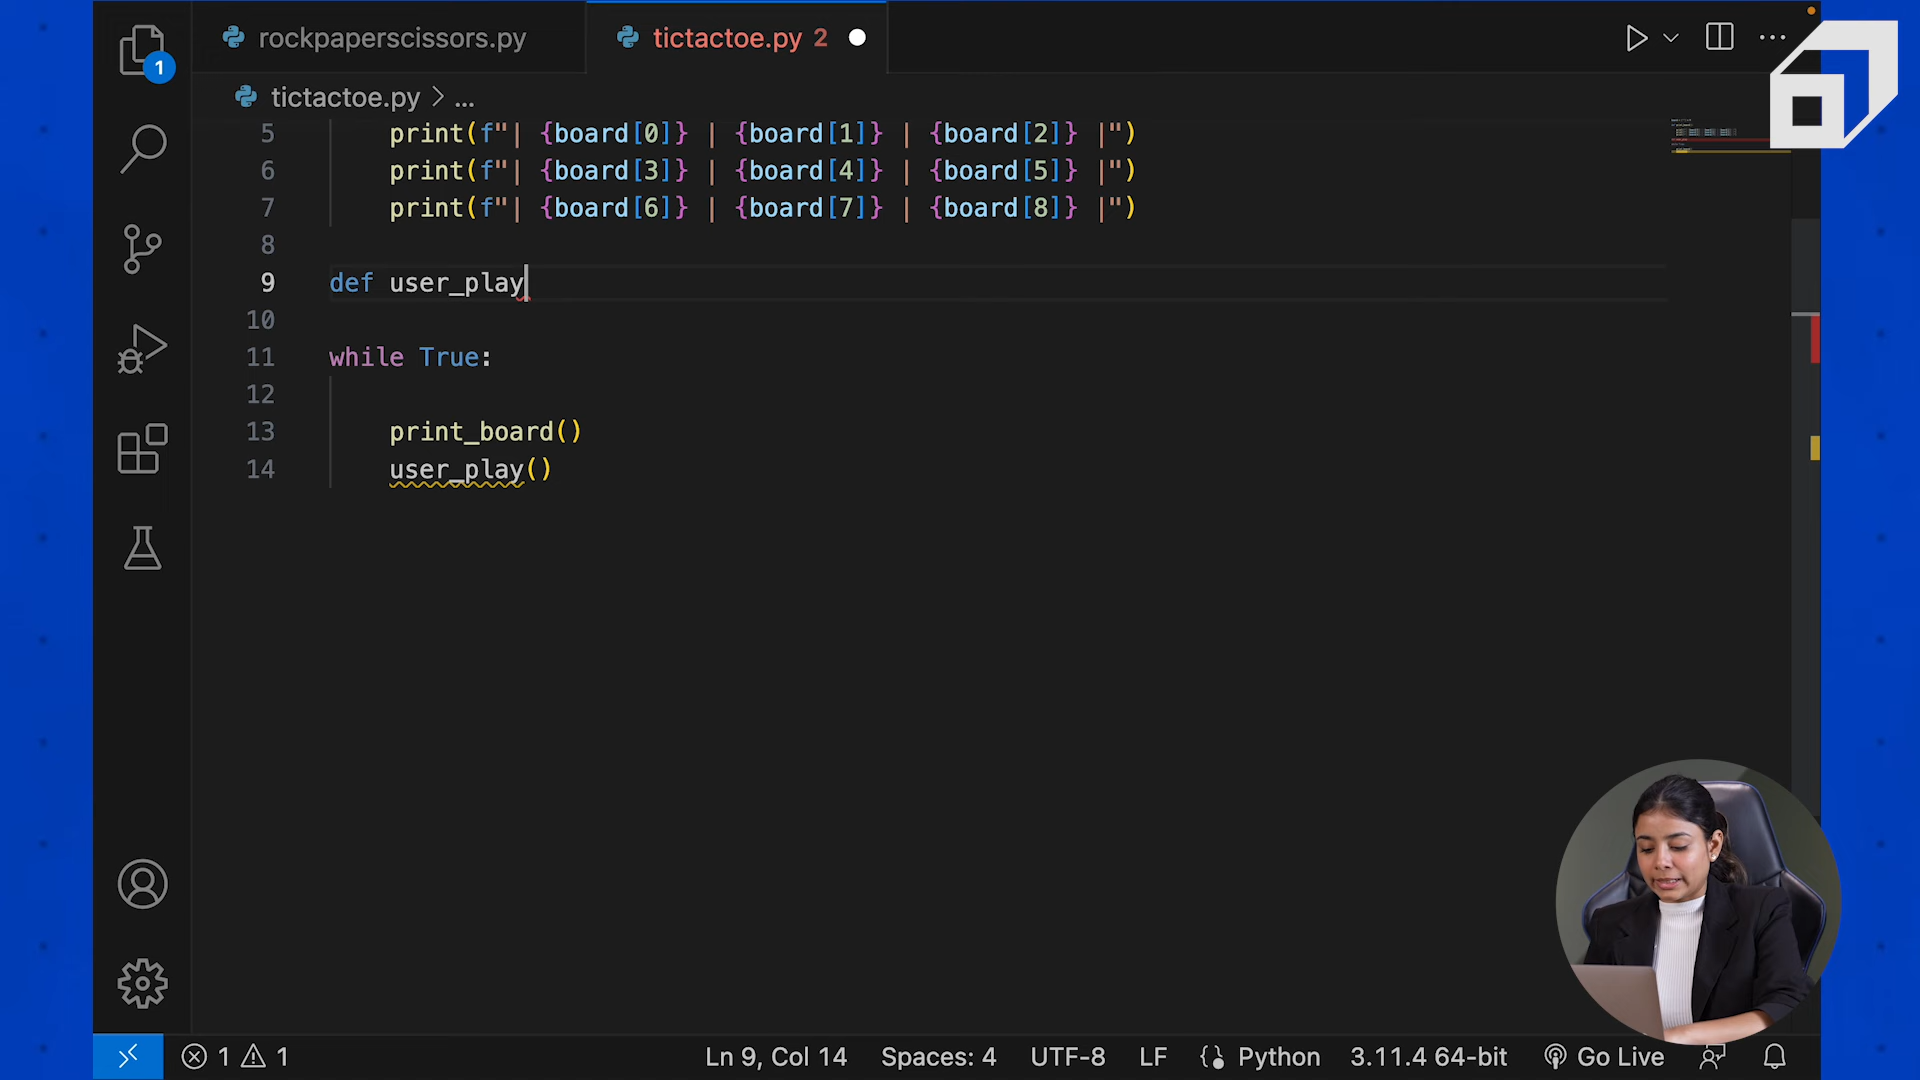 rockpaperscissors.py
tictactoe.py 2
1
tictactoe.py > ...
5 print(f"| {board[0]} | {board[1]} | {board[2]} |")
6 print(f"| {board[3]} | {board[4]} | {board[5]} |")
7 print(f"| {board[6]} | {board[7]} | {board[8]} |")
8
9 def user_play
10
11 while True:
12
13 print_board()
14 user_play()
1 1 Ln 9, Col 14 Spaces: 4 UTF-8 LF Python 3.11.4 64-bit Go Live